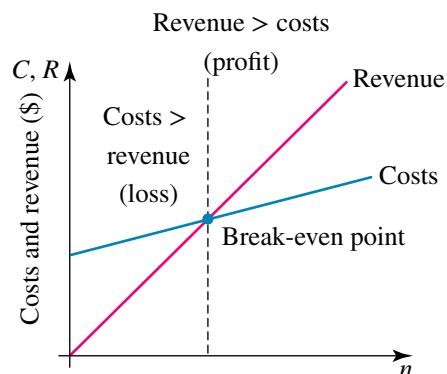 Revenue > costs
(profit)
C, R
Revenue
Costs >
revenue
(loss)
Costs
Break-even point
Costs and revenue ($)
n